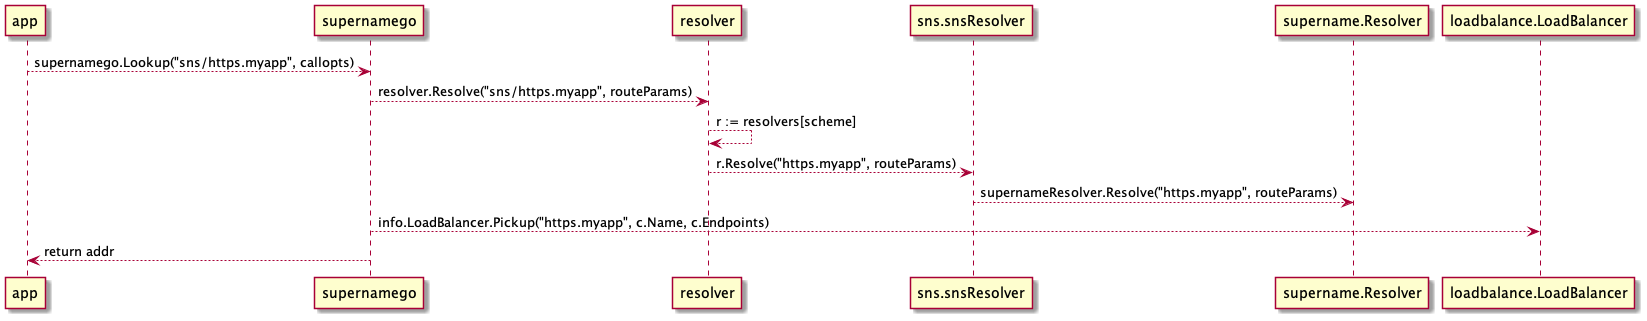 app supernamego resolver sns.snsResolver supername.Resolver loadbalance.LoadBalancer
supernamego.Lookup("sns/https.myapp", callopts)
resolver.Resolve("sns/https.myapp", routeParams)
r := resolvers[scheme]
r.Resolve("https.myapp", routeParams)
supernameResolver.Resolve("https.myapp", routeParams)
info.LoadBalancer.Pickup("https.myapp", c.Name, c.Endpoints)
return addr
app supernamego resolver sns.snsResolver supername.Resolver loadbalance.LoadBalancer